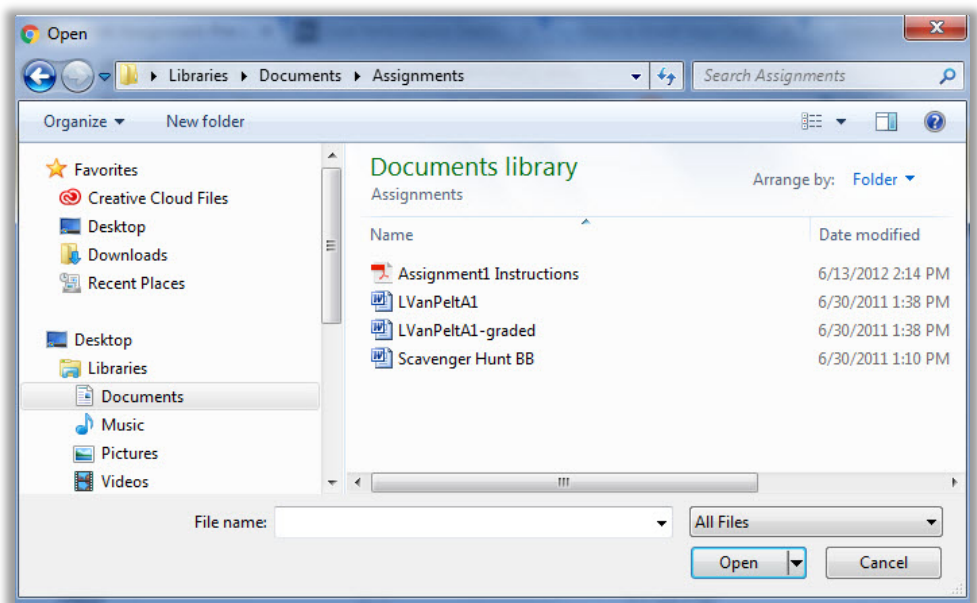 Open
Libraries Documents Assignments Search Assignments
Organize New folder
Favorites
Creative Cloud Files
Desktop
Downloads
Recent Places
Desktop
Libraries
Documents
Music
Pictures
Videos
Documents library
Assignments
Arrange by: Folder
Name Date modified
Assignment1 Instructions 6/13/2012 2:14 PM
LVanPeltA1 6/30/2011 1:38 PM
LVanPeltA1-graded 6/30/2011 1:38 PM
Scavenger Hunt BB 6/30/2011 1:10 PM
File name: All Files
Open Cancel